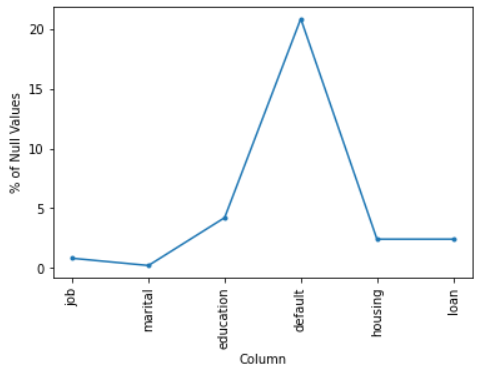 % of Null Values
20
15
10
5
0
job
marital
education
default
housing
loan
Column